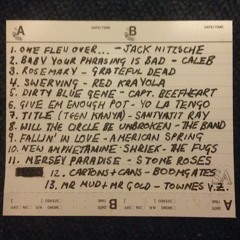 A
B
1. ONE FLEW OVER... - JACK NITZSCHE
2. BABY YOUR PHRASING IS BAD - CALEB
3. ROSEMARY - GRATEFUL DEAD
4. SWERVING - RED KRAYOLA
5. DIRTY BLUE GENE - CAPT. BEEFHEART
6. GIVE EM ENOUGH POT - YO LA TENGO
7. TITLE (TEEN KANYA) - SANTYAJIT RAY
8. WILL THE CIRCLE BE UNBROKEN - THE BAND
9. FALLIN' IN LOVE - AMERICAN SPRING
10. NEW AMPHETAMINE SHRIEK - THE FUGS
11. MERSEY PARADISE - STONE ROSES
12. CARTONS + CANS - BOOMGATES
13. MR MUD + MR GOLD - TOWNES V.Z.
B
A